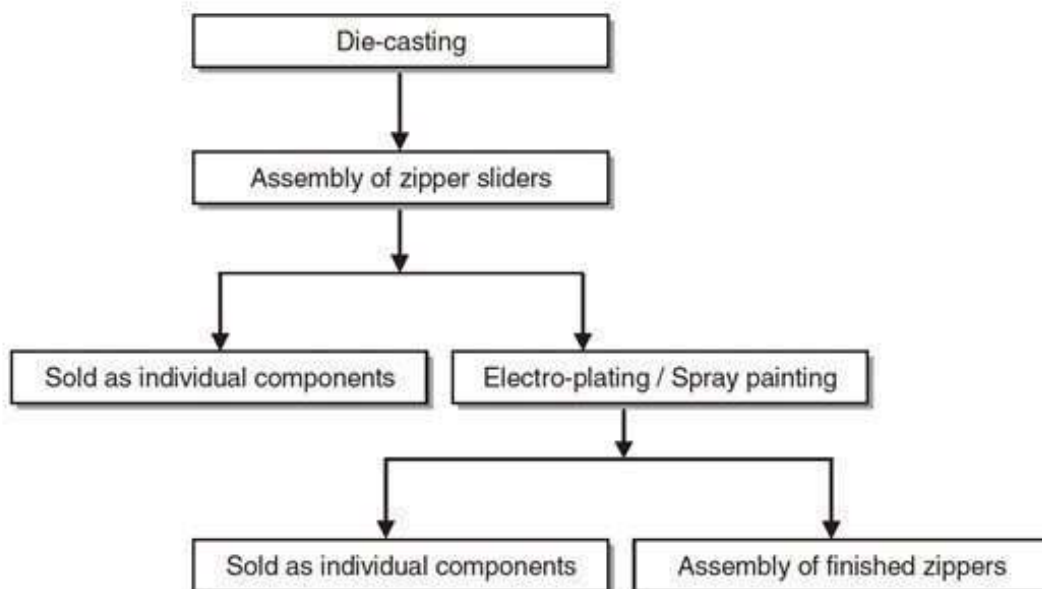 Die-casting
Assembly of zipper sliders
Sold as individual components
Electro-plating / Spray painting
Sold as individual components
Assembly of finished zippers